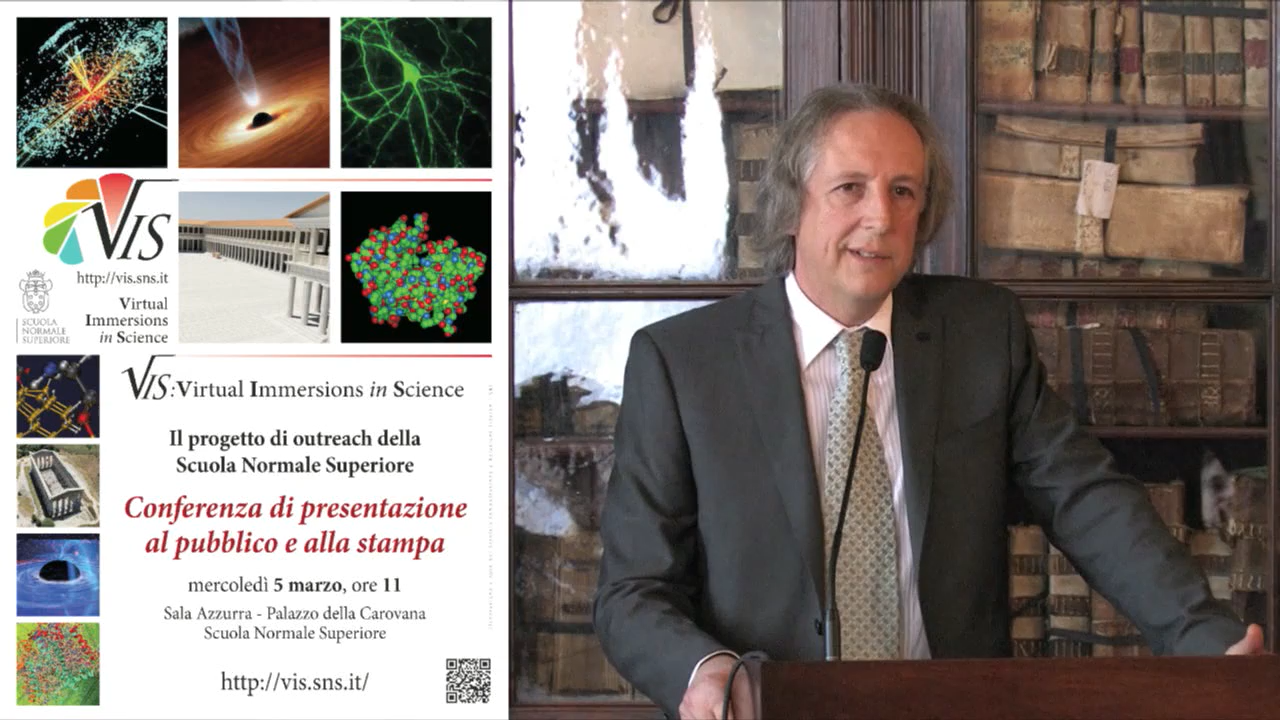 VIS
http://vis.sns.it
SCUOLA
NORMALE
SUPERIORE
Virtual
Immersions
in Science
VIS:Virtual Immersions in Science
Il progetto di outreach della
Scuola Normale Superiore
Conferenza di presentazione
al pubblico e alla stampa
mercoledì 5 marzo, ore 11
Sala Azzurra - Palazzo della Carovana
Scuola Normale Superiore
http://vis.sns.it/